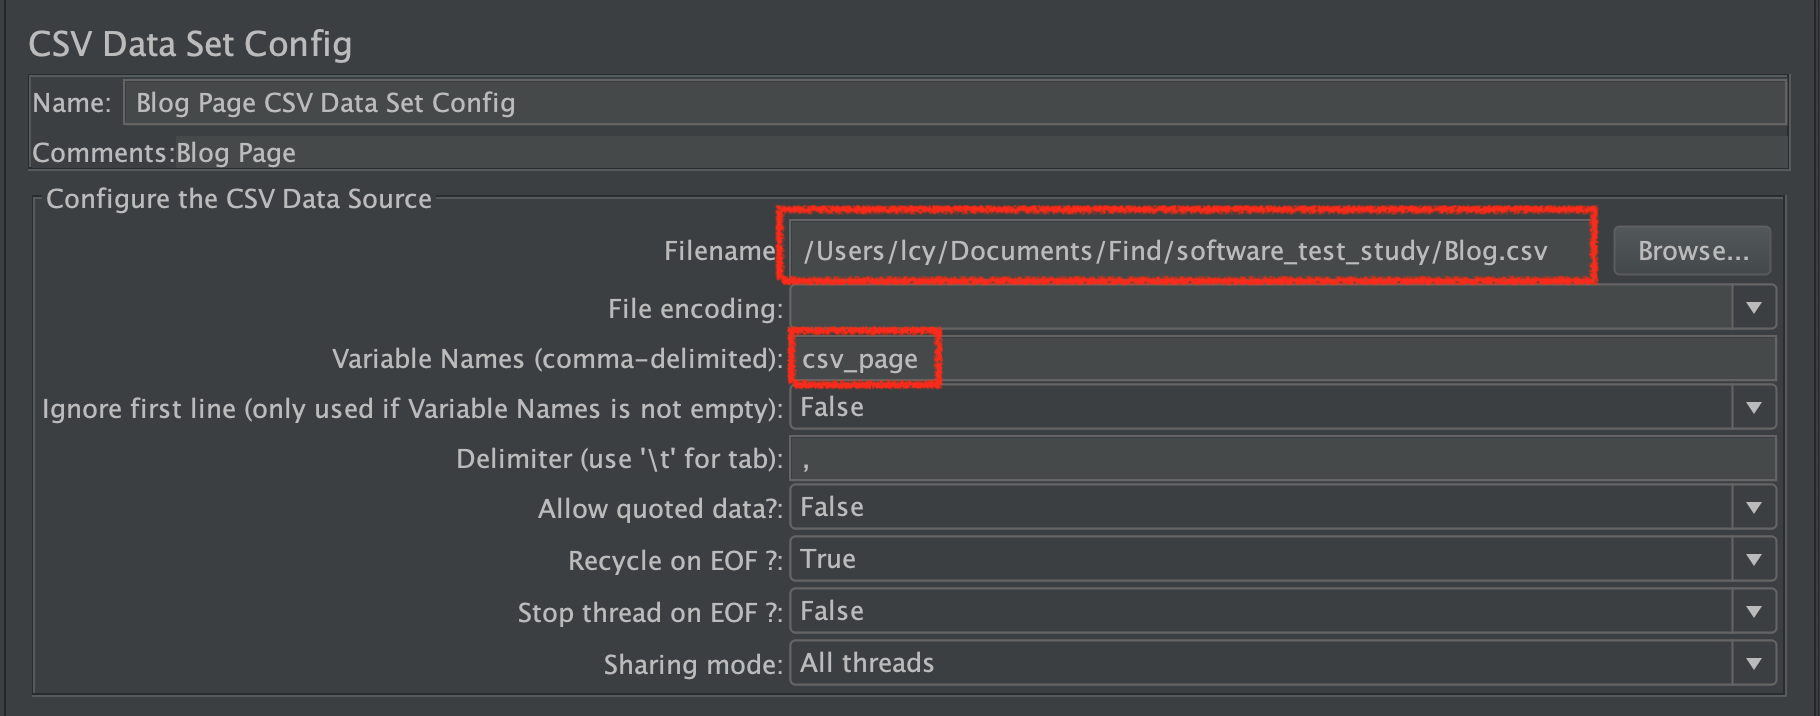 CSV Data Set Config
Name: Blog Page CSV Data Set Config
Comments: Blog Page
Configure the CSV Data Source
Filename /Users/lcy/Documents/Find/software_test_study/Blog.csv Browse...
File encoding:
Variable Names (comma-delimited): csv_page
Ignore first line (only used if Variable Names is not empty): False
Delimiter (use '\t' for tab): ,
Allow quoted data?: False
Recycle on EOF ?: True
Stop thread on EOF ?: False
Sharing mode: All threads